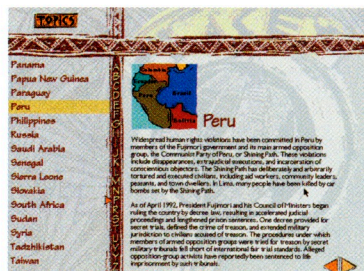 TOPICS
Panama
Papua New Guinea
Paraguay
Peru
Philippines
Russia
Saudi Arabia
Senegal
Sierra Leone
Slovakia
South Africa
Sudan
Syria
Tadzhikistan
Taiwan
A
B
C
D
E
F
G
H
I
J
K
L
M
N
P
R
S
T
U
V
Y
Colombia
Peru
Brazil
Bolivia
Peru
Widespread human rights violations have been committed in Peru by
members of the Fujimori government and its main armed opposition
group, the Communist Party of Peru, or Shining Path. These violations
include disappearances, extrajudicial executions, and incarceration of
conscientious objectors. The Shining Path has deliberately and arbitrarily
tortured and executed civilians, including aid workers, community leaders,
peasants, and town dwellers. In Lima, many people have been killed by car
bombs set by the Shining Path.
As of April 1992, President Fujimori and his Council of Ministers began
ruling the country by decree law, resulting in accelerated judicial
proceedings and lengthened prison sentences. One decree provided for
secret trials, defined the crime of treason, and extended military
jurisdiction to civilians accused of treason. The procedures under which
members of armed opposition groups were tried for treason by secret
military tribunals fell short of international fair trial standards. Alleged
opposition-group activists have reportedly been sentenced to life
imprisonment by such tribunals.